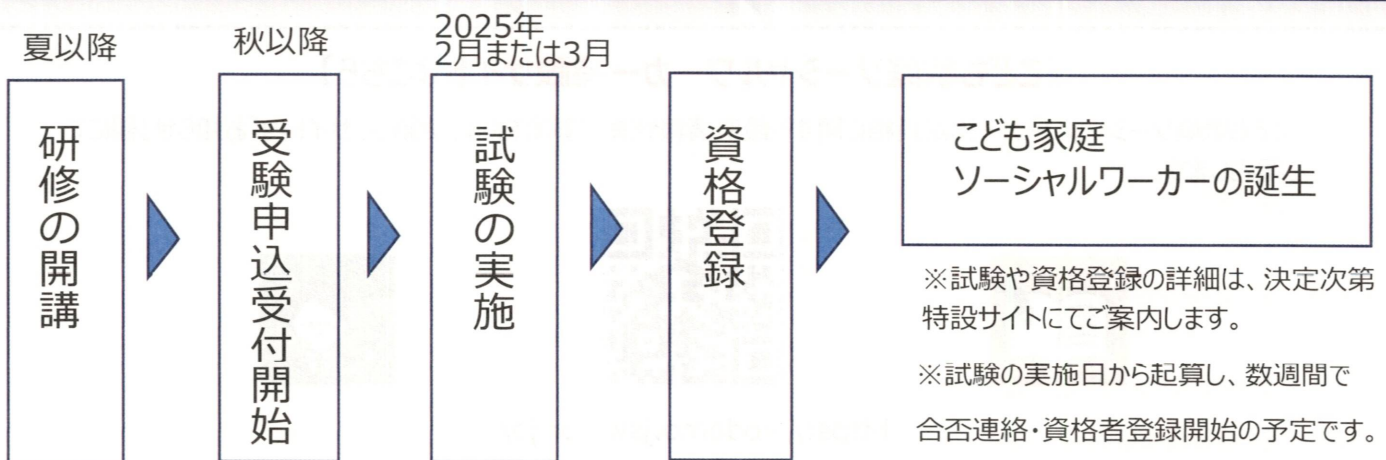 夏以降
研修の開講
秋以降
受験申込受付開始
2025年
2月または3月
試験の実施
資格登録
こども家庭
ソーシャルワーカーの誕生
※試験や資格登録の詳細は、決定次第
特設サイトにてご案内します。
※試験の実施日から起算し、数週間で
合否連絡・資格者登録開始の予定です。